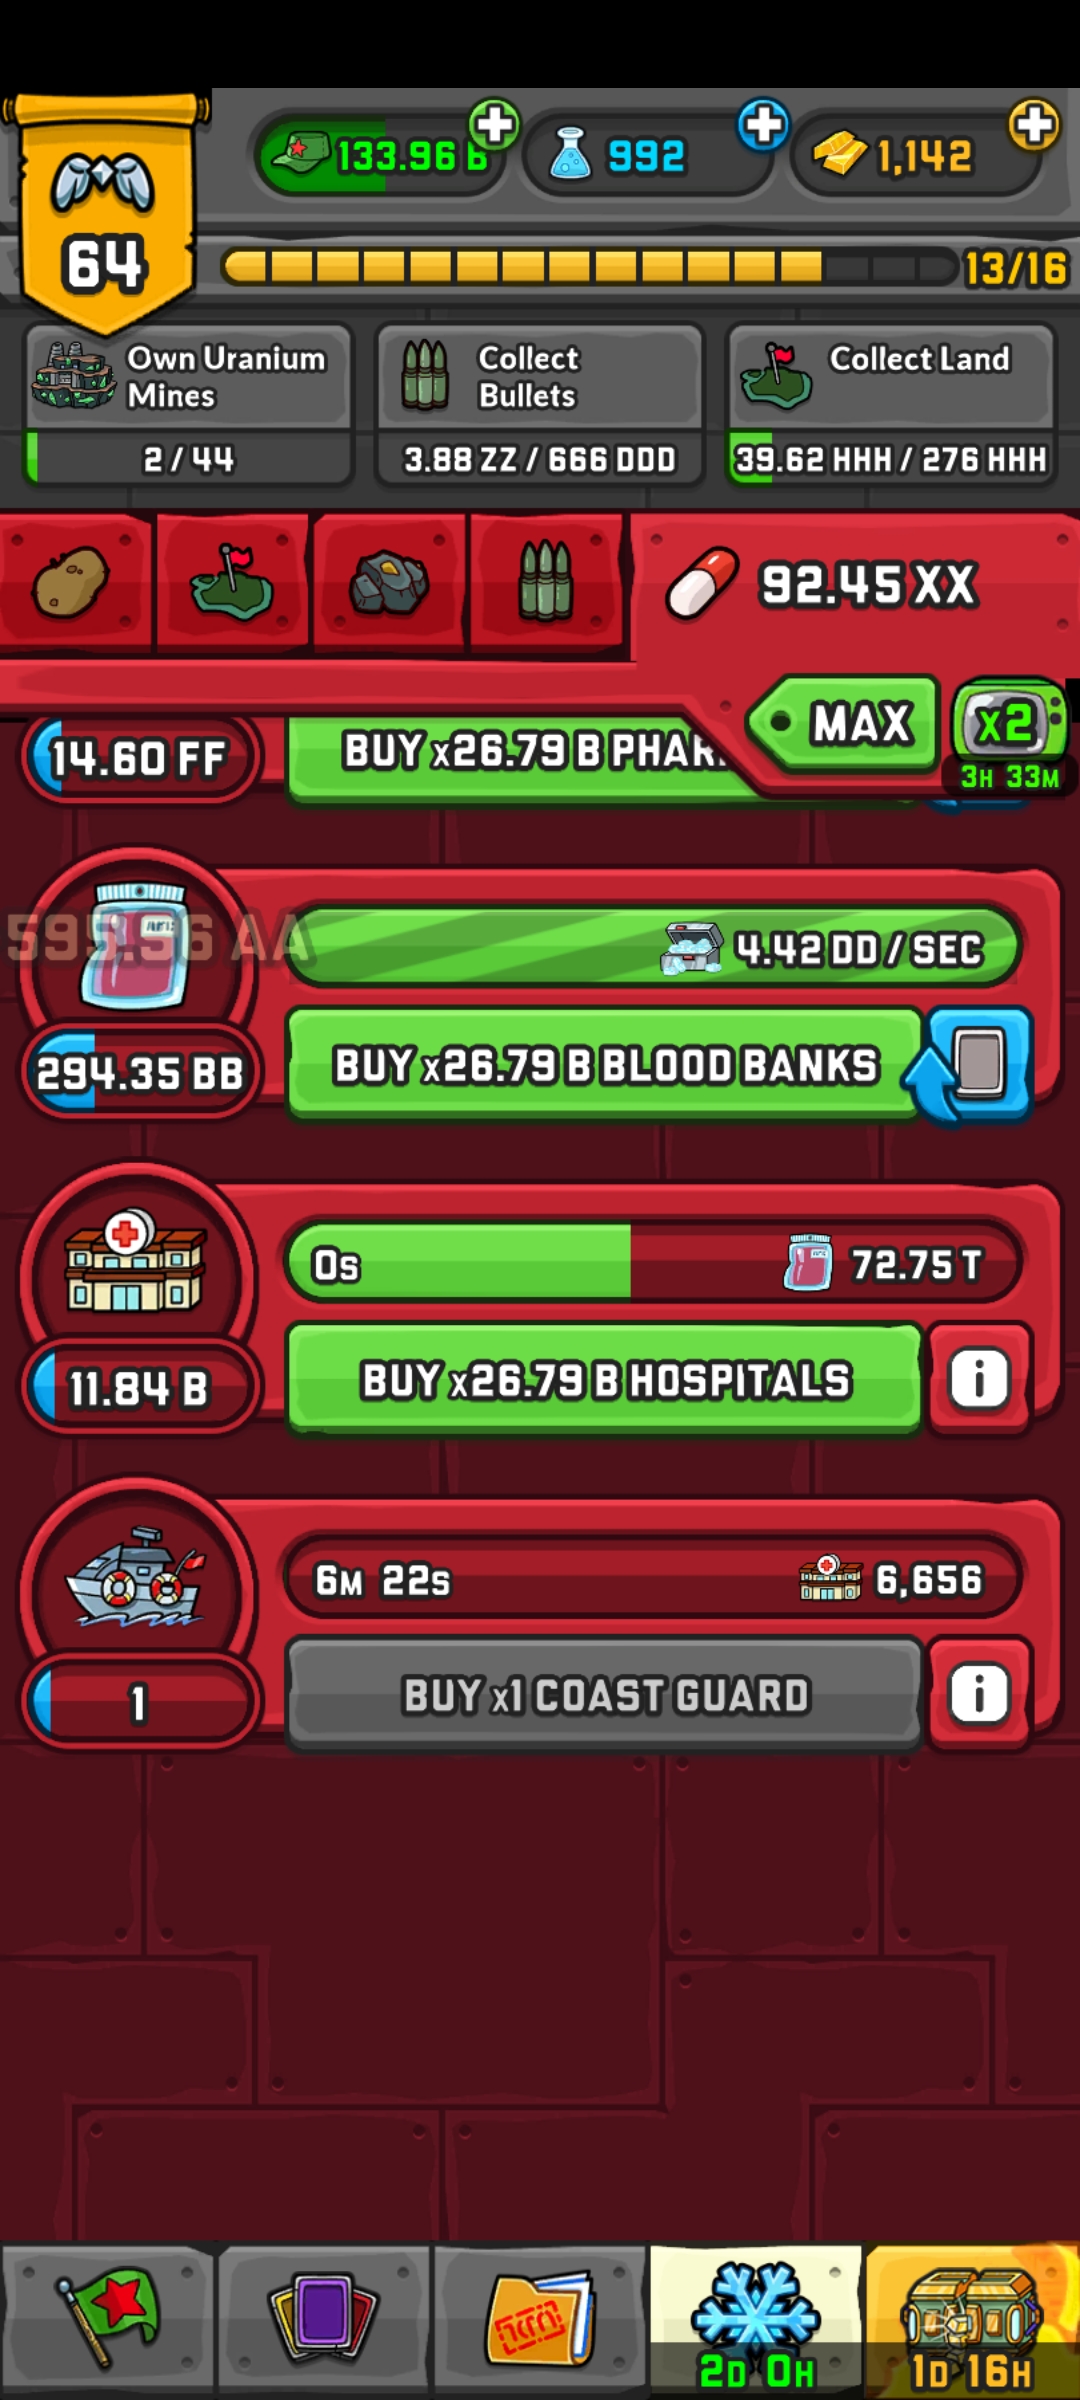 133.96 B
992
1,142
64
13/16
Own Uranium
Mines
2 / 44
Collect
Bullets
3.88 ZZ / 666 DDD
Collect Land
39.62 HHH / 276 HHH
92.45 XX
MAX
x2
3H 33M
14.60 FF
BUY x26.79 B PHAR
595.56 AA
4.42 DD / SEC
294.35 BB
BUY x26.79 B BLOOD BANKS
0s
72.75 T
11.84 B
BUY x26.79 B HOSPITALS
i
6M 22s
6,656
1
BUY x1 COAST GUARD
i
2D 0H
1D 16H